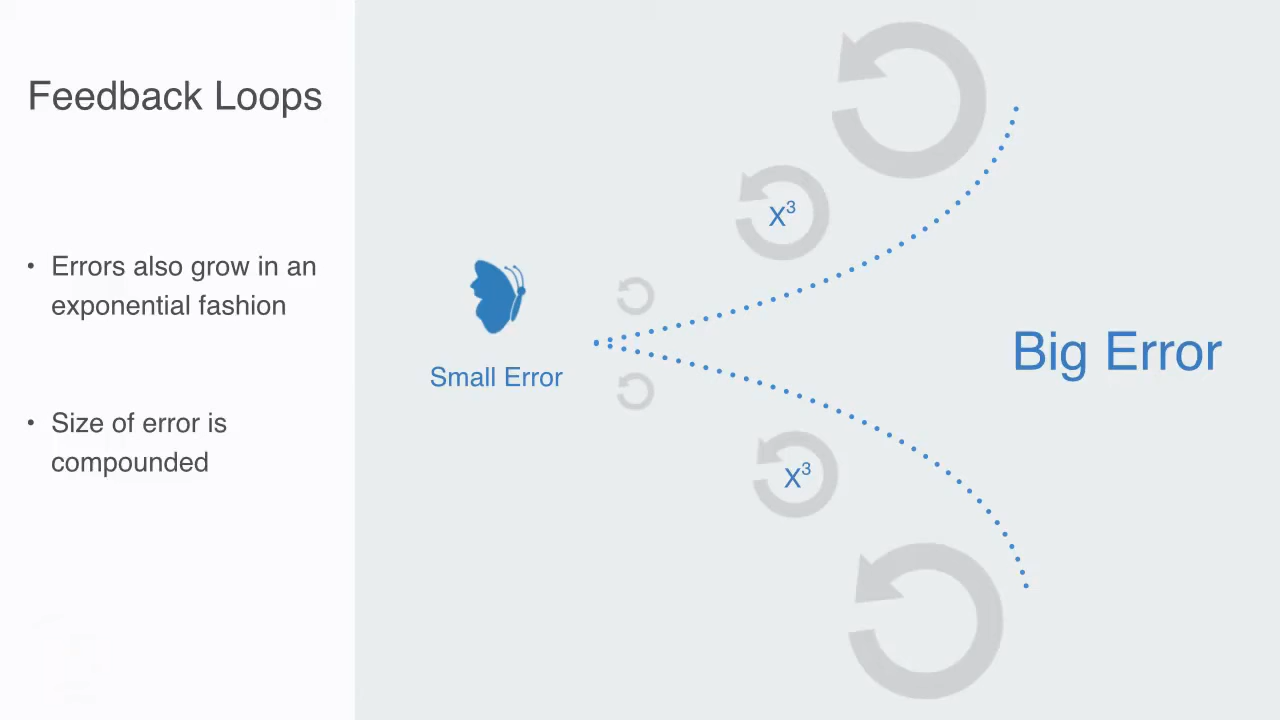 Feedback Loops
• Errors also grow in an
exponential fashion
• Size of error is
compounded
X³
Small Error
Big Error
X³